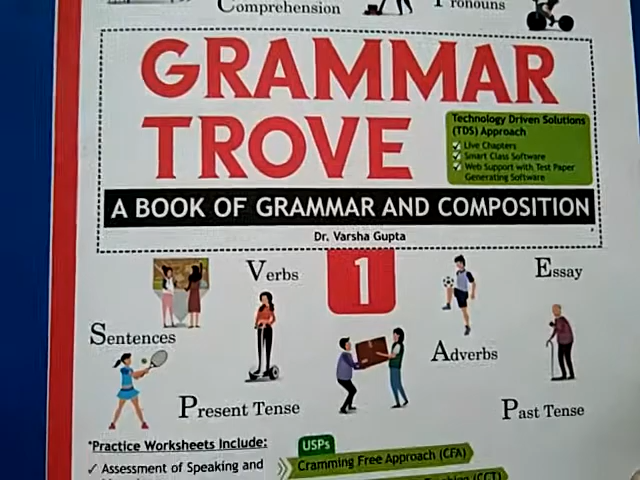 Comprehension
Pronouns
GRAMMAR
TROVE
Technology Driven Solutions
(TDS) Approach
✓ Live Chapters
✓ Smart Class Software
✓ Web Support with Test Paper
Generating Software
A BOOK OF GRAMMAR AND COMPOSITION
Dr. Varsha Gupta
1
Verbs
Essay
Sentences
Adverbs
Present Tense
Past Tense
*Practice Worksheets Include:
✓ Assessment of Speaking and
USPs
Cramming Free Approach (CFA)